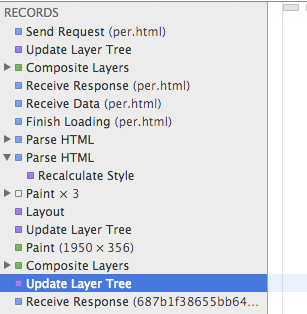 RECORDS
Send Request (per.html)
Update Layer Tree
Composite Layers
Receive Response (per.html)
Receive Data (per.html)
Finish Loading (per.html)
Parse HTML
Parse HTML
Recalculate Style
Paint × 3
Layout
Update Layer Tree
Paint (1950 × 356)
Composite Layers
Update Layer Tree
Receive Response (687b1f38655bb64…